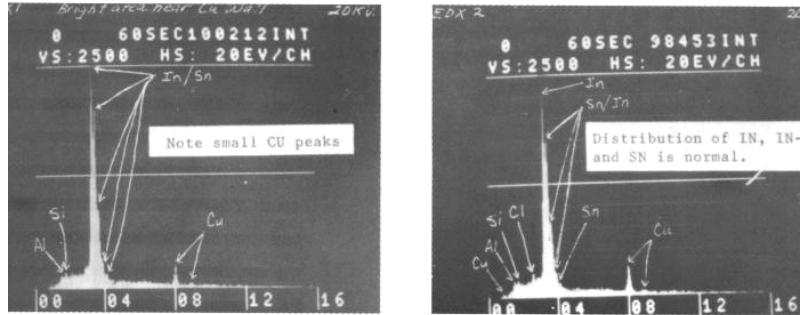 Bright area near Cu Wall 20KV.
0 60SEC100212INT
VS:2500 HS: 20EV/CH
In/Sn
Note small CU peaks
Si
Al
Cu
00 04 08 12 16
EDX 2 20
0 60SEC 98453INT
VS:2500 HS: 20EV/CH
In
Sn/In
Distribution of IN, IN-
and SN is normal.
Si Cl
Al
Cu
Sn
Cu
00 04 08 12 16